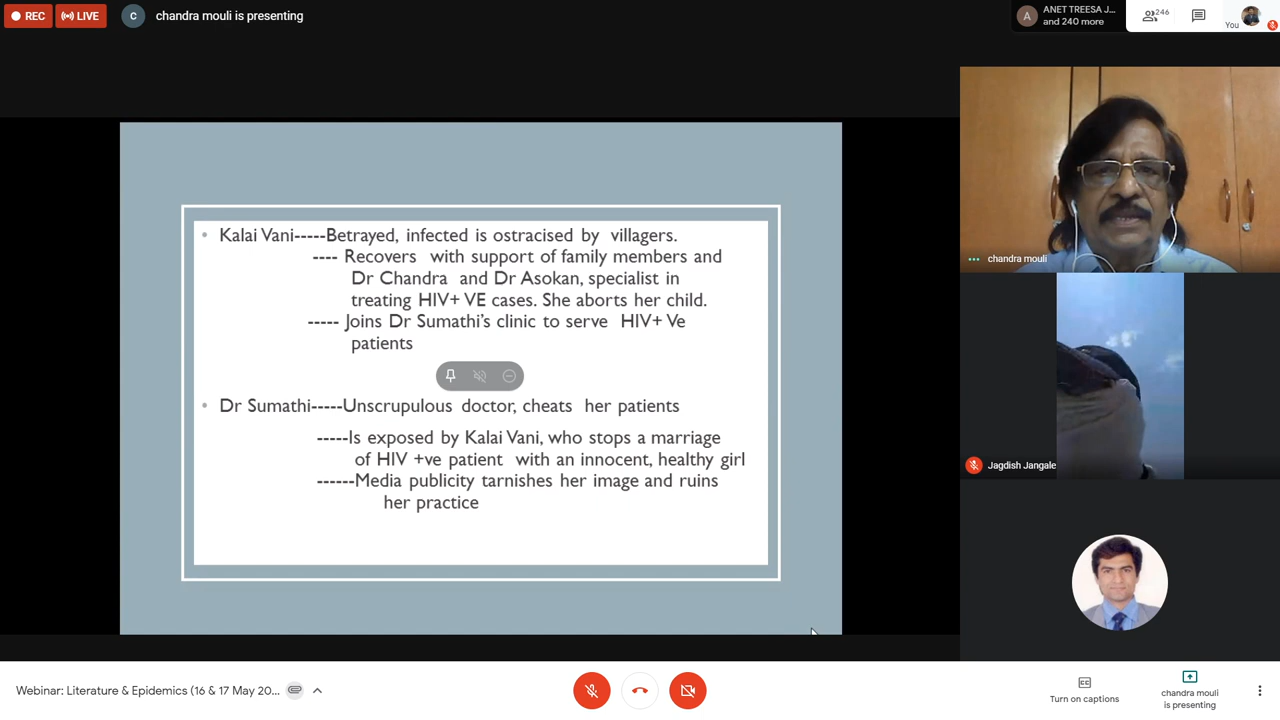 REC
LIVE
C
chandra mouli is presenting
A
ANET TREESA J...
and 240 more
246
You
• Kalai Vani-----Betrayed, infected is ostracised by villagers.
---- Recovers with support of family members and
Dr Chandra and Dr Asokan, specialist in
treating HIV+ VE cases. She aborts her child.
----- Joins Dr Sumathi's clinic to serve HIV+ Ve
patients
• Dr Sumathi-----Unscrupulous doctor, cheats her patients
-----Is exposed by Kalai Vani, who stops a marriage
of HIV +ve patient with an innocent, healthy girl
------Media publicity tarnishes her image and ruins
her practice
chandra mouli
Jagdish Jangale
Webinar: Literature & Epidemics (16 & 17 May 20...
CC
Turn on captions
chandra mouli
is presenting